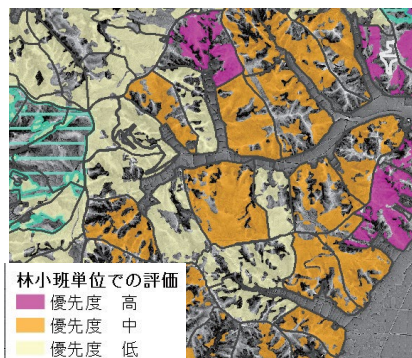 林小班単位での評価
優先度 高
優先度 中
優先度 低